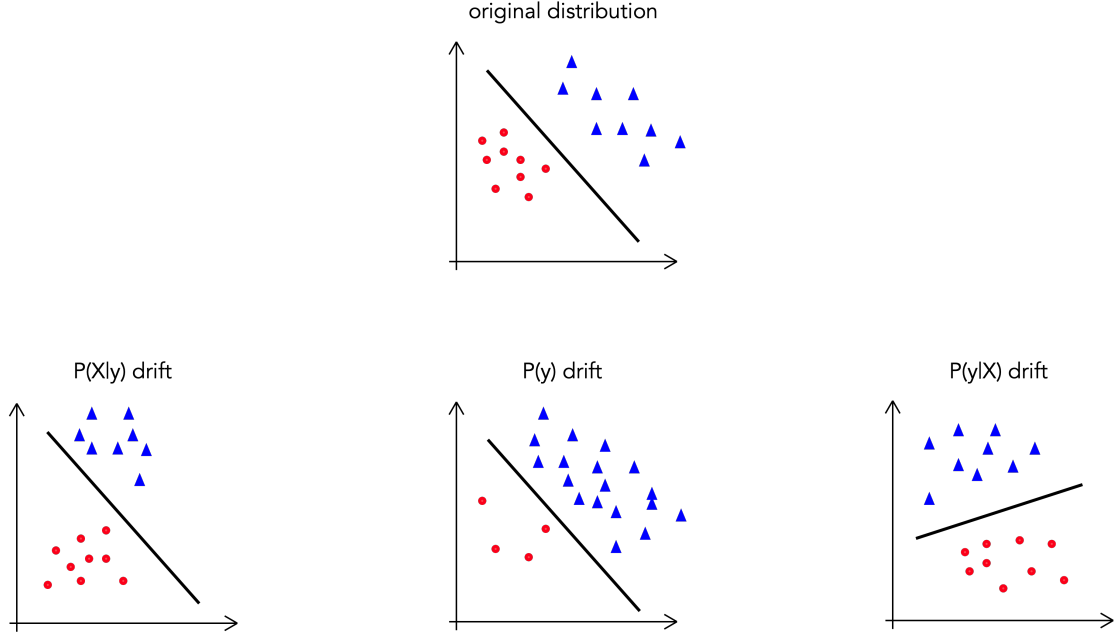 original distribution
P(X|y) drift
P(y) drift
P(y|X) drift